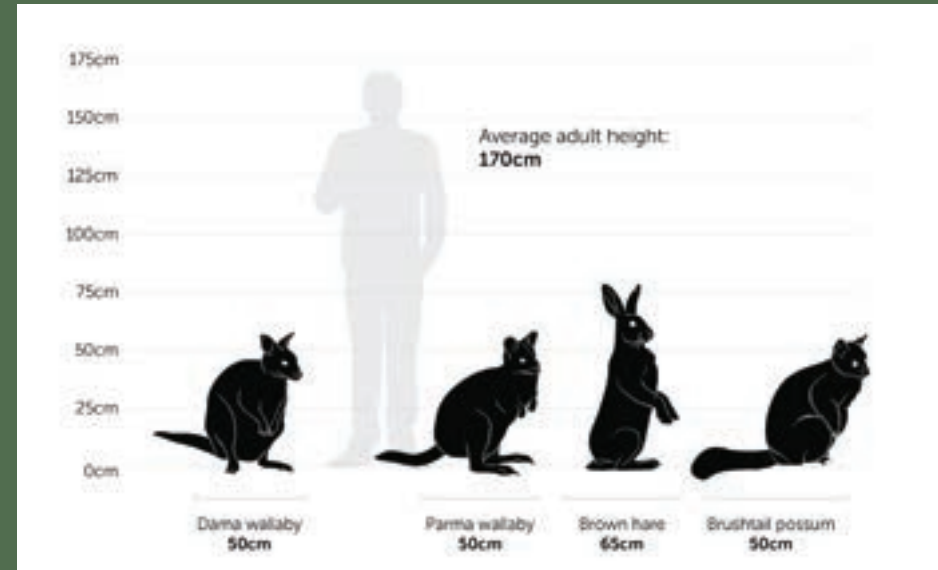 175cm
150cm
Average adult height:
170cm
125cm
100cm
75cm
50cm
25cm
0cm
Dama wallaby
50cm
Parma wallaby
50cm
Brown hare
65cm
Brushtail possum
50cm